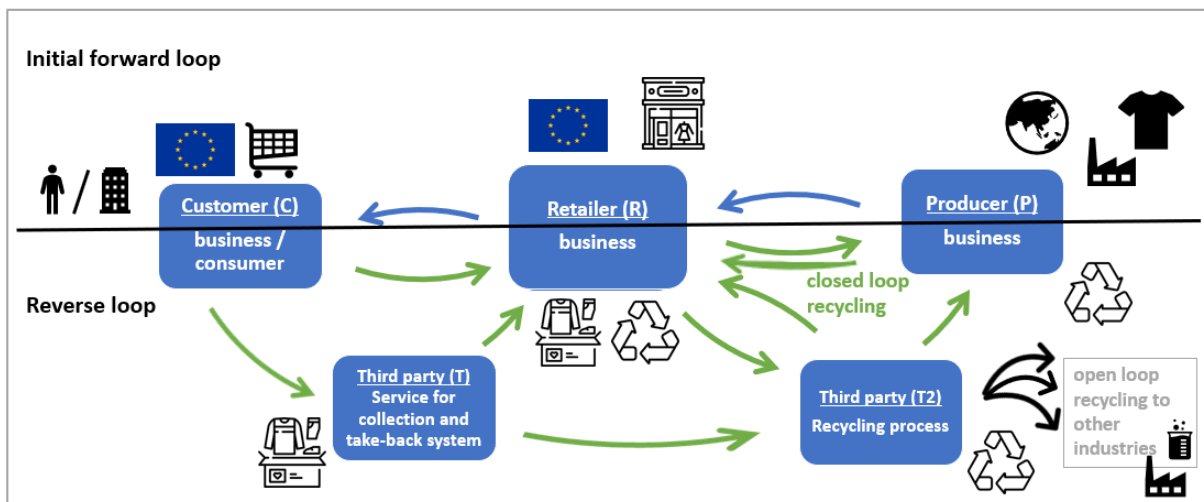 Initial forward loop
Customer (C)
business /
consumer
Retailer (R)
business
Producer (P)
business
closed loop
recycling
Reverse loop
Third party (T)
Service for
collection and
take-back system
Third party (T2)
Recycling process
open loop
recycling to
other
industries